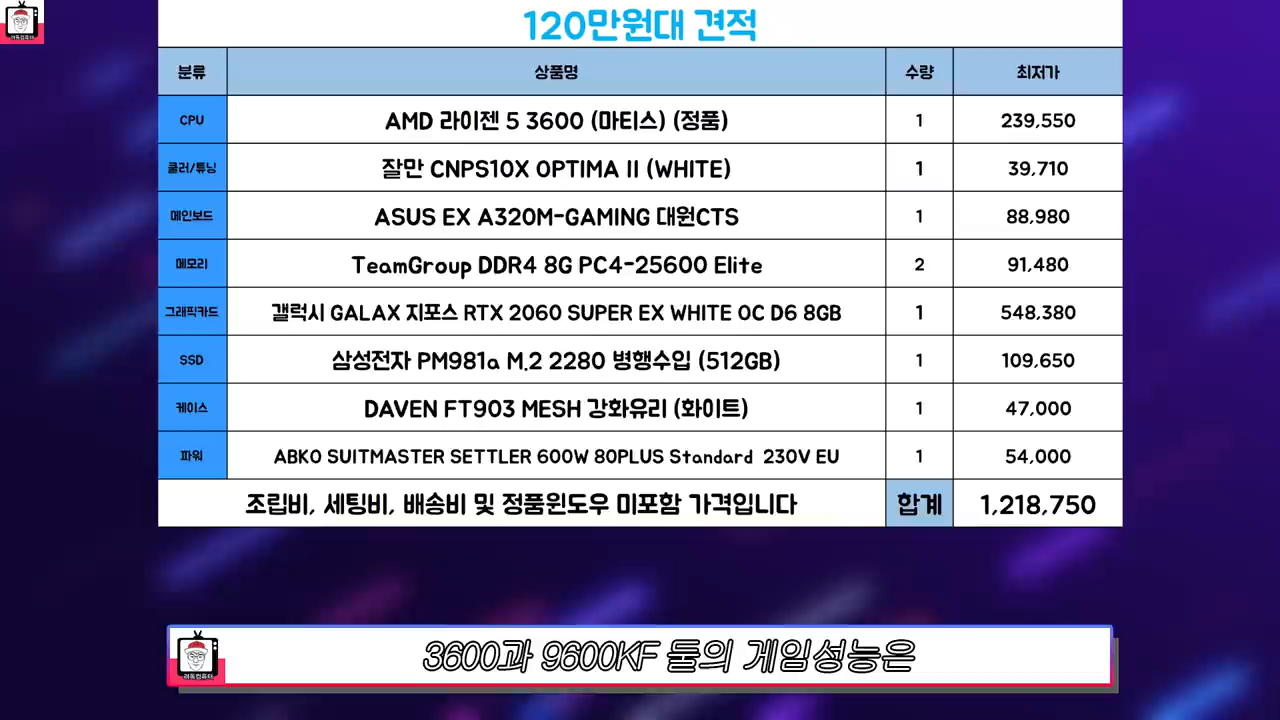 120만원대 견적
분류 상품명 수량 최저가
CPU AMD 라이젠 5 3600 (마티스) (정품) 1 239,550
쿨러/튜닝 잘만 CNPS10X OPTIMA II (WHITE) 1 39,710
메인보드 ASUS EX A320M-GAMING 대원CTS 1 88,980
메모리 TeamGroup DDR4 8G PC4-25600 Elite 2 91,480
그래픽카드 갤럭시 GALAX 지포스 RTX 2060 SUPER EX WHITE OC D6 8GB 1 548,380
SSD 삼성전자 PM981a M.2 2280 병행수입 (512GB) 1 109,650
케이스 DAVEN FT903 MESH 강화유리 (화이트) 1 47,000
파워 ABKO SUITMASTER SETTLER 600W 80PLUS Standard 230V EU 1 54,000
조립비, 세팅비, 배송비 및 정품윈도우 미포함 가격입니다 합계 1,218,750
3600과 9600KF 둘의 게임성능은